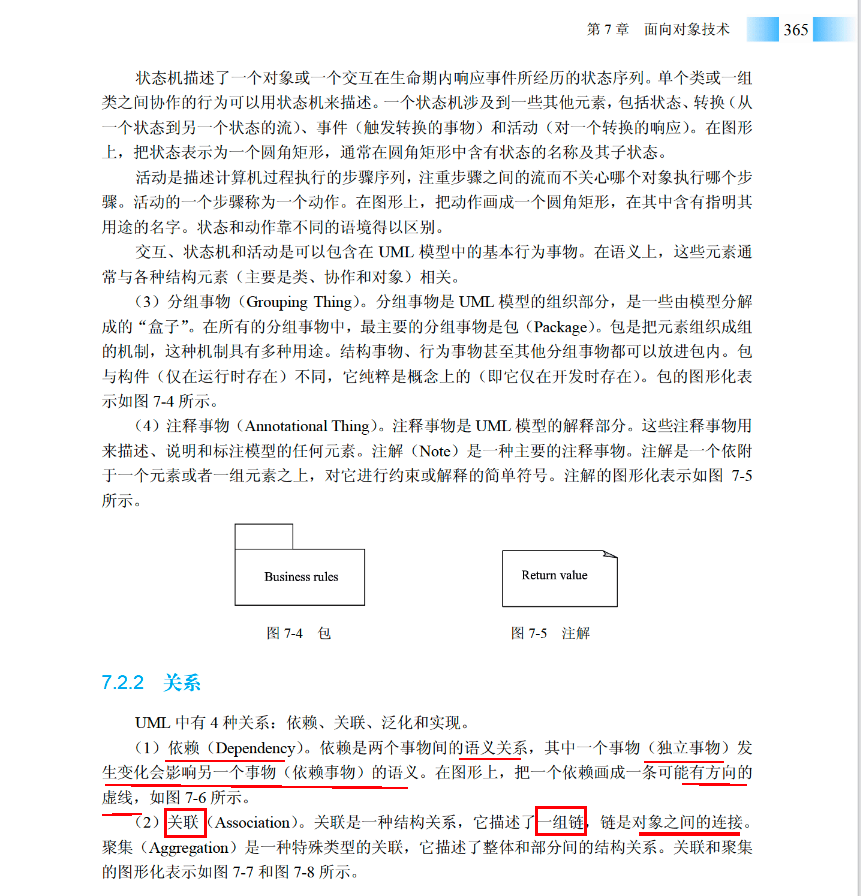 第 7 章 面向对象技术 365
状态机描述了一个对象或一个交互在生命期内响应事件所经历的状态序列。单个类或一组
类之间协作的行为可以用状态机来描述。一个状态机涉及到一些其他元素，包括状态、转换（从
一个状态到另一个状态的流）、事件（触发转换的事物）和活动（对一个转换的响应）。在图形
上，把状态表示为一个圆角矩形，通常在圆角矩形中含有状态的名称及其子状态。
活动是描述计算机过程执行的步骤序列，注重步骤之间的流而不关心哪个对象执行哪个步
骤。活动的一个步骤称为一个动作。在图形上，把动作画成一个圆角矩形，在其中含有指明其
用途的名字。状态和动作靠不同的语境得以区别。
交互、状态机和活动是可以包含在 UML 模型中的基本行为事物。在语义上，这些元素通
常与各种结构元素（主要是类、协作和对象）相关。
（3）分组事物（Grouping Thing）。分组事物是 UML 模型的组织部分，是一些由模型分解
成的“盒子”。在所有的分组事物中，最主要的分组事物是包（Package）。包是把元素组织成组
的机制，这种机制具有多种用途。结构事物、行为事物甚至其他分组事物都可以放进包内。包
与构件（仅在运行时存在）不同，它纯粹是概念上的（即它仅在开发时存在）。包的图形化表
示如图 7-4 所示。
（4）注释事物（Annotational Thing）。注释事物是 UML 模型的解释部分。这些注释事物用
来描述、说明和标注模型的任何元素。注解（Note）是一种主要的注释事物。注解是一个依附
于一个元素或者一组元素之上，对它进行约束或解释的简单符号。注解的图形化表示如图 7-5
所示。
Business rules
Return value
图 7-4 包
图 7-5 注解
7.2.2 关系
UML 中有 4 种关系：依赖、关联、泛化和实现。
（1）依赖（Dependency）。依赖是两个事物间的语义关系，其中一个事物（独立事物）发
生变化会影响另一个事物（依赖事物）的语义。在图形上，把一个依赖画成一条可能有方向的
虚线，如图 7-6 所示。
（2）关联（Association）。关联是一种结构关系，它描述了一组链，链是对象之间的连接。
聚集（Aggregation）是一种特殊类型的关联，它描述了整体和部分间的结构关系。关联和聚集
的图形化表示如图 7-7 和图 7-8 所示。